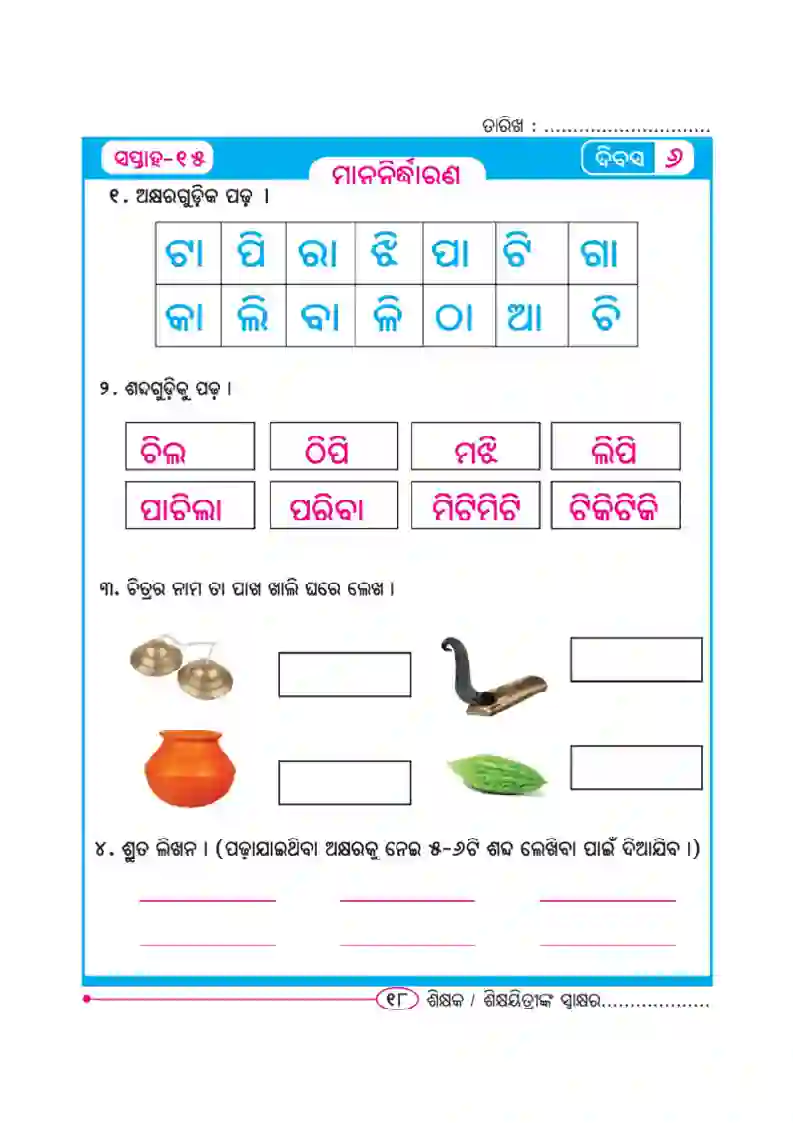 ତାରିଖ : .............................
ସପ୍ତାହ-୧୫
ଦିବସ ୬
ମାନନିର୍ଦ୍ଧାରଣ
୧. ଅକ୍ଷରଗୁଡ଼ିକ ପଢ଼ ।
ଟା ପି ରା ଝି ପା ଟି ଗା
କା ଲି ବା ଳି ଠା ଆ ଚି
୨. ଶବ୍ଦଗୁଡ଼ିକୁ ପଢ଼ ।
ଚିଲ ଠିପି ମଝି ଲିପି
ପାଚିଲା ପରିବା ମିଟିମିଟି ଟିକିଟିକି
୩. ଚିତ୍ରର ନାମ ତା ପାଖ ଖାଲି ଘରେ ଲେଖ ।
୪. ଶ୍ରୁତ ଲିଖନ । (ପଢ଼ାଯାଇଥିବା ଅକ୍ଷରକୁ ନେଇ ୫-୬ଟି ଶବ୍ଦ ଲେଖିବା ପାଇଁ ଦିଆଯିବ ।)
୧୮ ଶିକ୍ଷକ / ଶିକ୍ଷୟିତ୍ରୀଙ୍କ ସ୍ଵାକ୍ଷର...................